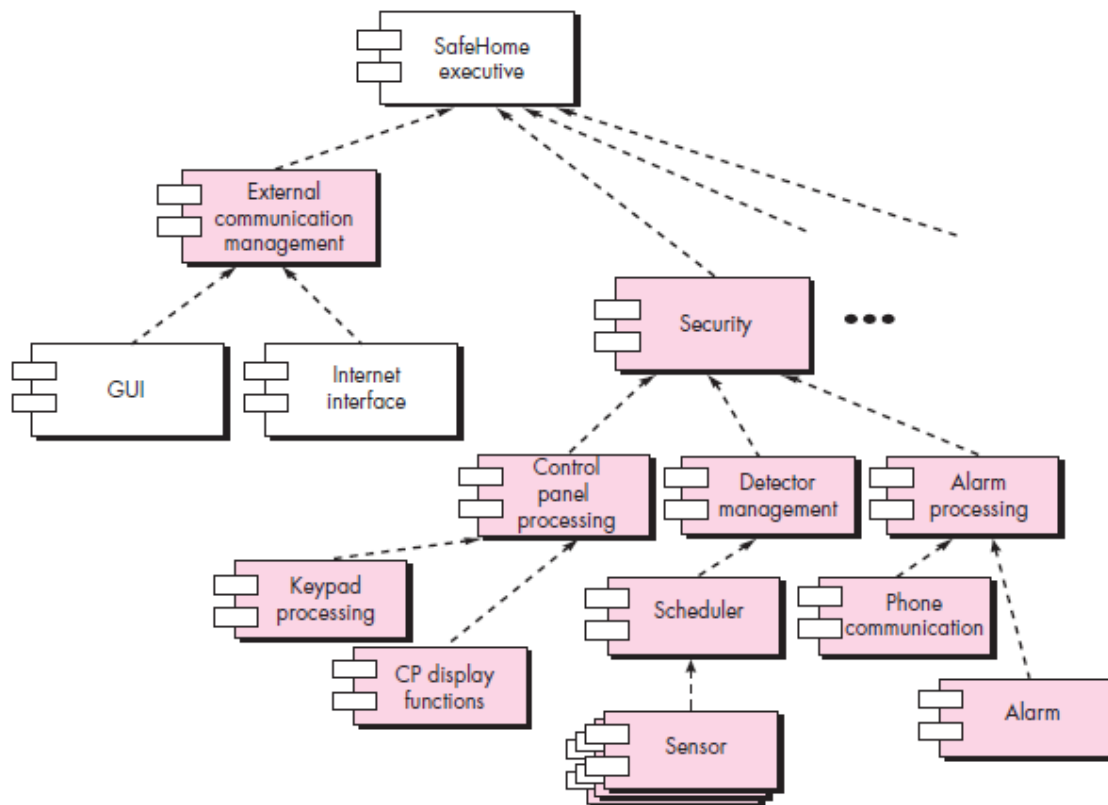 SafeHome
executive
External
communication
management
Security
GUI
Internet
interface
Control
panel
processing
Detector
management
Alarm
processing
Keypad
processing
Scheduler
Phone
communication
CP display
functions
Sensor
Alarm